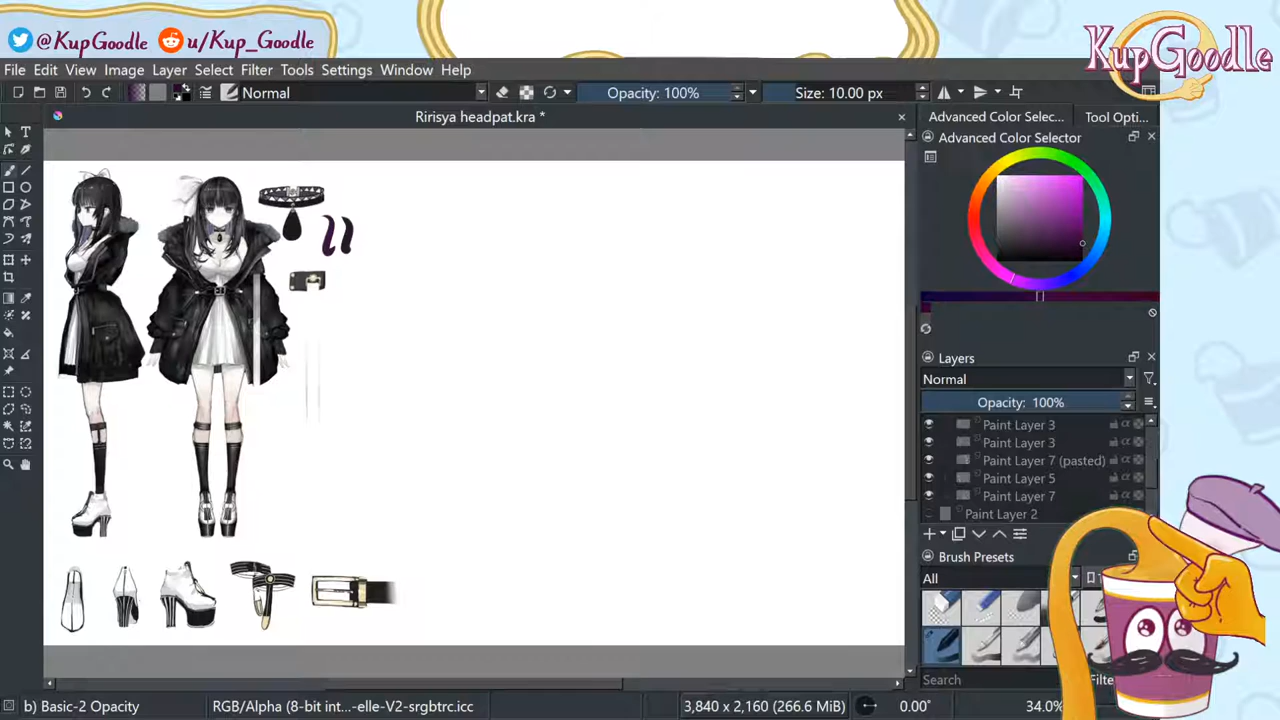 @KupGoodle u/Kup_Goodle
KupGoodle
File Edit View Image Layer Select Filter Tools Settings Window Help
Normal Opacity: 100% Size: 10.00 px
Ririsya headpat.kra *
Advanced Color Selec... Tool Opti...
Advanced Color Selector
Layers
Normal
Opacity: 100%
Paint Layer 3
Paint Layer 3
Paint Layer 7 (pasted)
Paint Layer 5
Paint Layer 7
Paint Layer 2
Brush Presets
All
Search
b) Basic-2 Opacity RGB/Alpha (8-bit int...-elle-V2-srgbtrc.icc 3,840 x 2,160 (266.6 MiB) 0.00° 34.0%